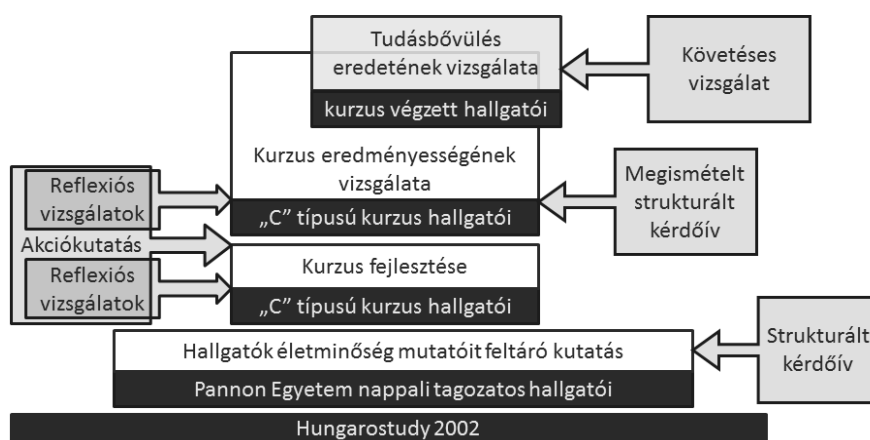 Tudásbővülés
eredetének vizsgálata
kurzus végzett hallgatói
Követéses
vizsgálat
Kurzus eredményességének
vizsgálata
„C” típusú kurzus hallgatói
Megismételt
strukturált
kérdőív
Reflexiós
vizsgálatok
Akciókutatás
Reflexiós
vizsgálatok
Kurzus fejlesztése
„C” típusú kurzus hallgatói
Hallgatók életminőség mutatóit feltáró kutatás
Pannon Egyetem nappali tagozatos hallgatói
Strukturált
kérdőív
Hungarostudy 2002